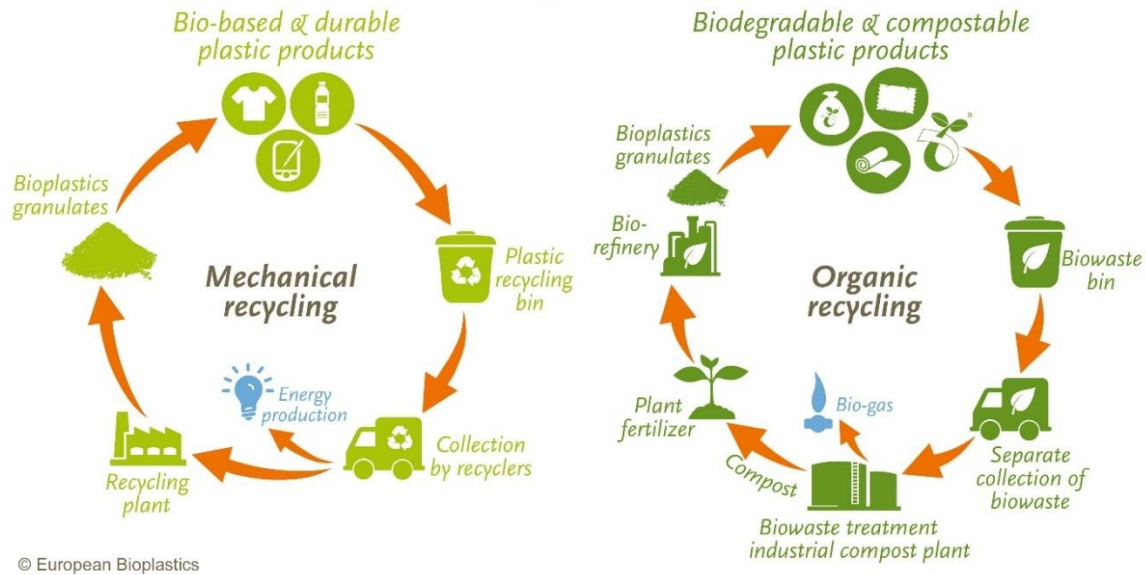 Bio-based & durable
plastic products
Bioplastics
granulates
Mechanical
recycling
Plastic
recycling
bin
Energy
production
Collection
by recyclers
Recycling
plant
Biodegradable & compostable
plastic products
®
Bioplastics
granulates
Bio-
refinery
Organic
recycling
Biowaste
bin
Plant
fertilizer
Bio-gas
Compost
Separate
collection of
biowaste
Biowaste treatment
industrial compost plant
© European Bioplastics